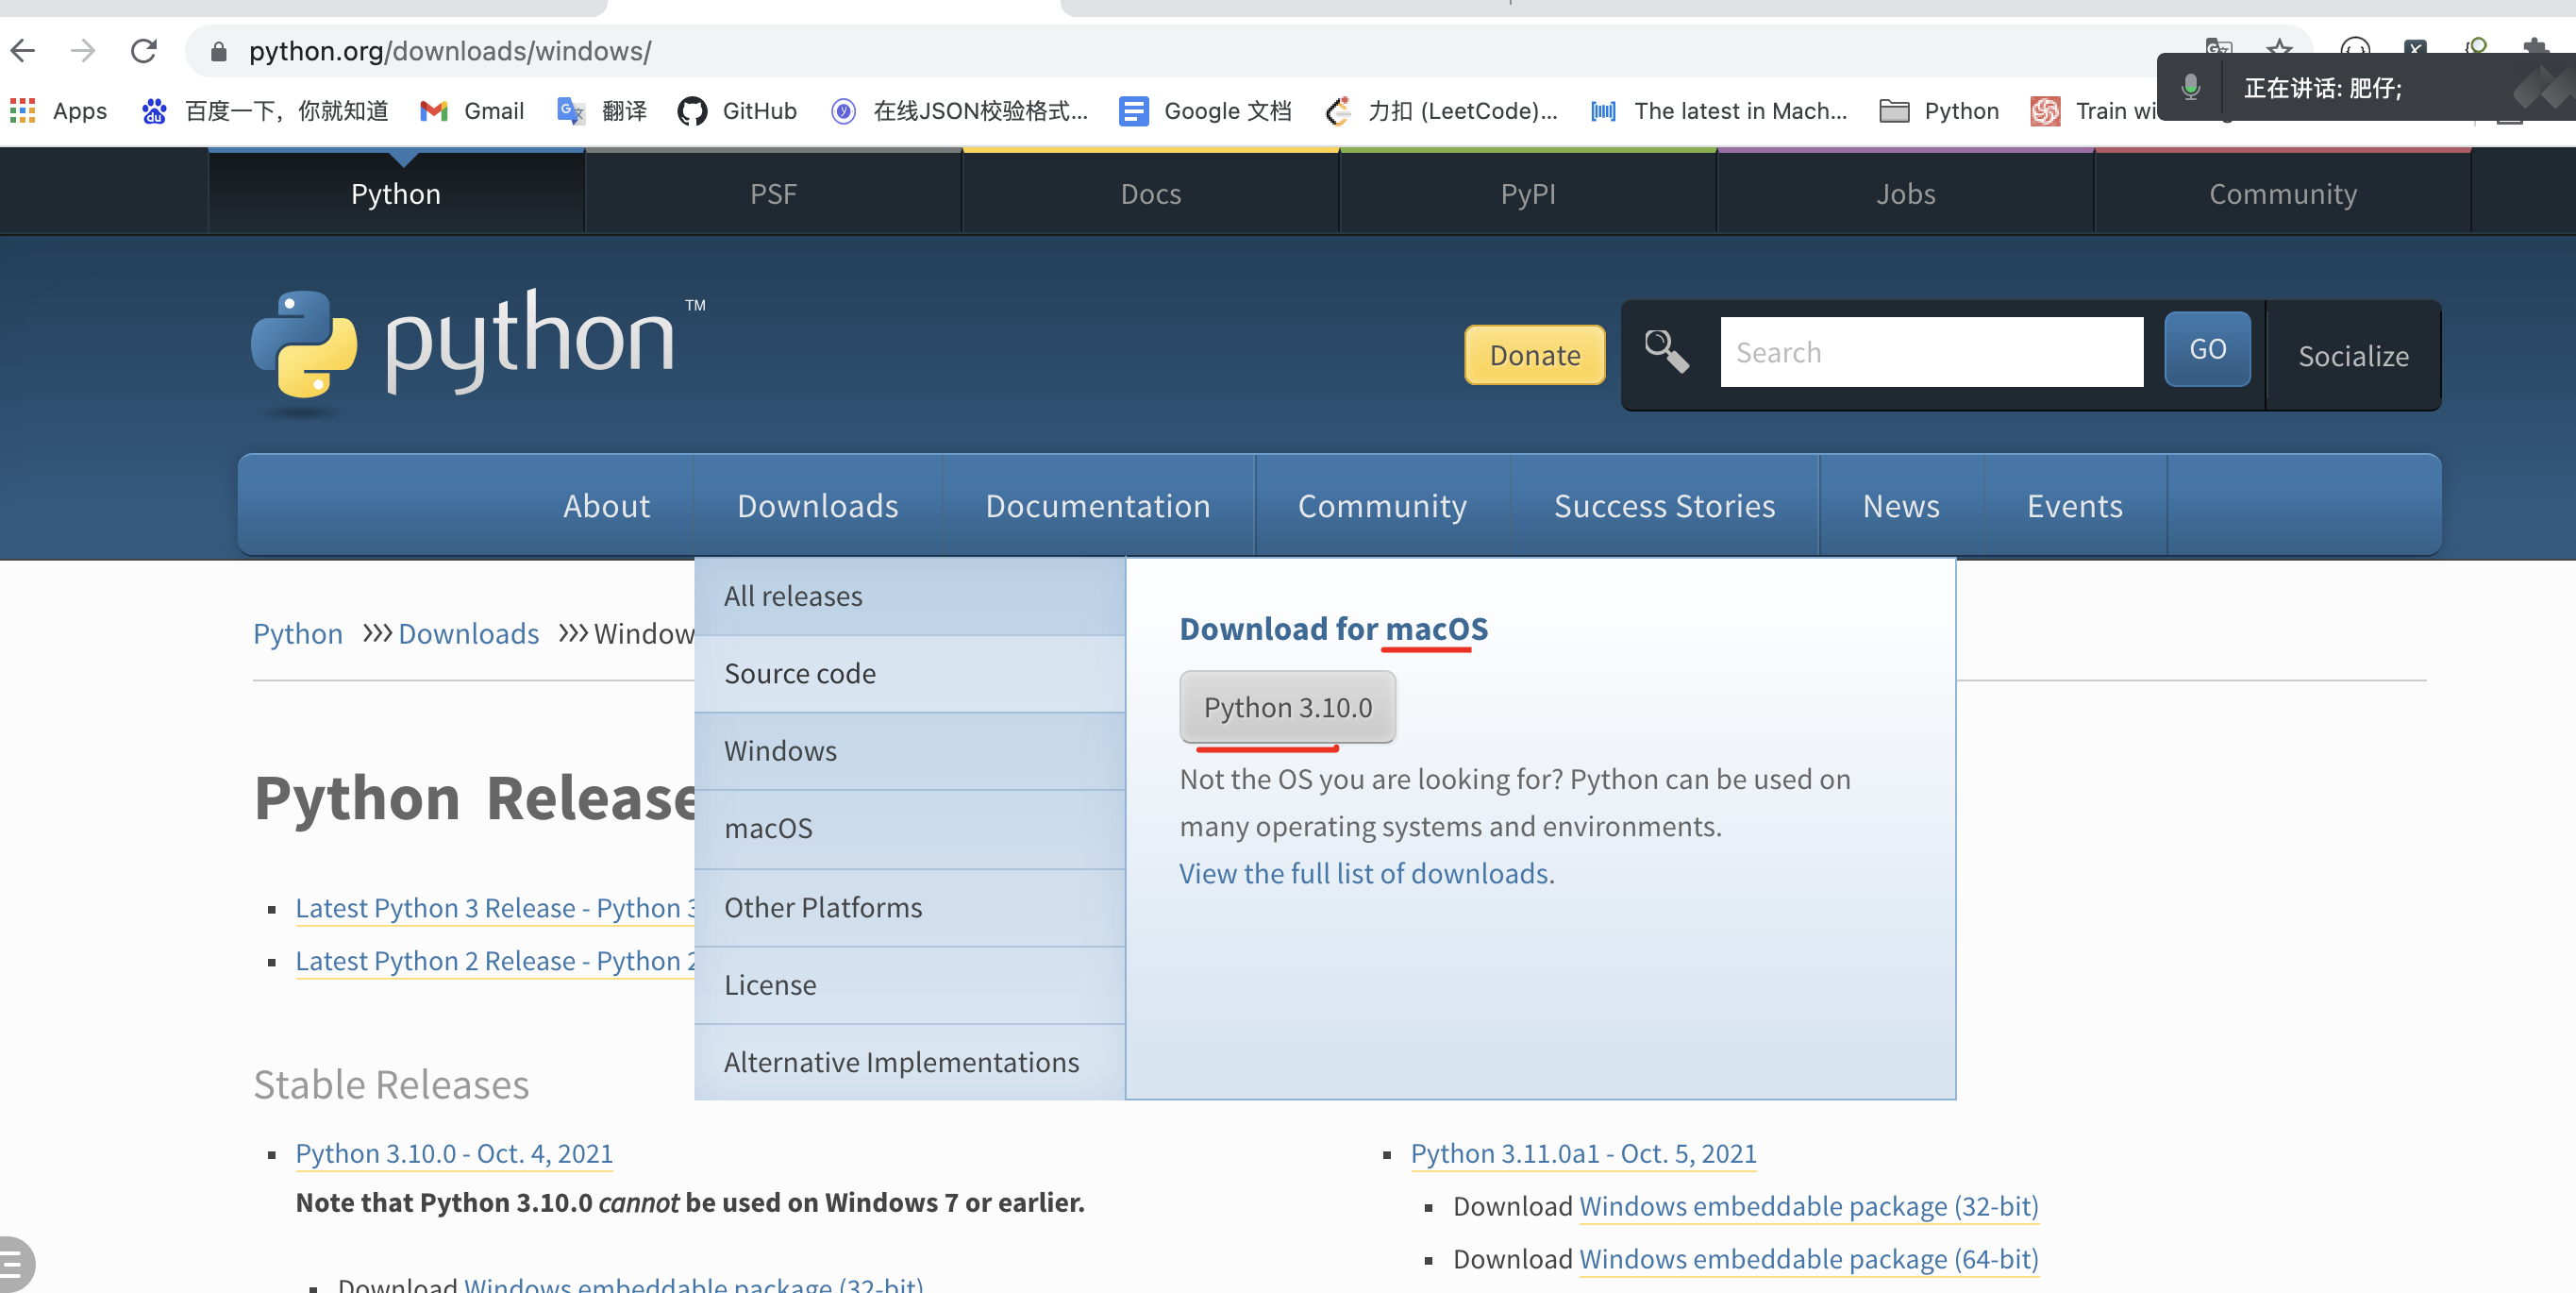 python.org/downloads/windows/
正在讲话: 肥仔;
Apps 百度一下，你就知道 Gmail 翻译 GitHub 在线JSON校验格式... Google 文档 力扣 (LeetCode)... The latest in Mach... Python Train wi
Python PSF Docs PyPI Jobs Community
python™
Donate Search GO Socialize
About Downloads Documentation Community Success Stories News Events
Python >>> Downloads >>> Window
All releases
Source code
Windows
macOS
Other Platforms
License
Alternative Implementations
Download for macOS
Python 3.10.0
Not the OS you are looking for? Python can be used on
many operating systems and environments.
View the full list of downloads.
Python Release
Latest Python 3 Release - Python 3
Latest Python 2 Release - Python 2
Stable Releases
Python 3.10.0 - Oct. 4, 2021
Note that Python 3.10.0 cannot be used on Windows 7 or earlier.
Download Windows embeddable package (32-bit)
Python 3.11.0a1 - Oct. 5, 2021
Download Windows embeddable package (32-bit)
Download Windows embeddable package (64-bit)